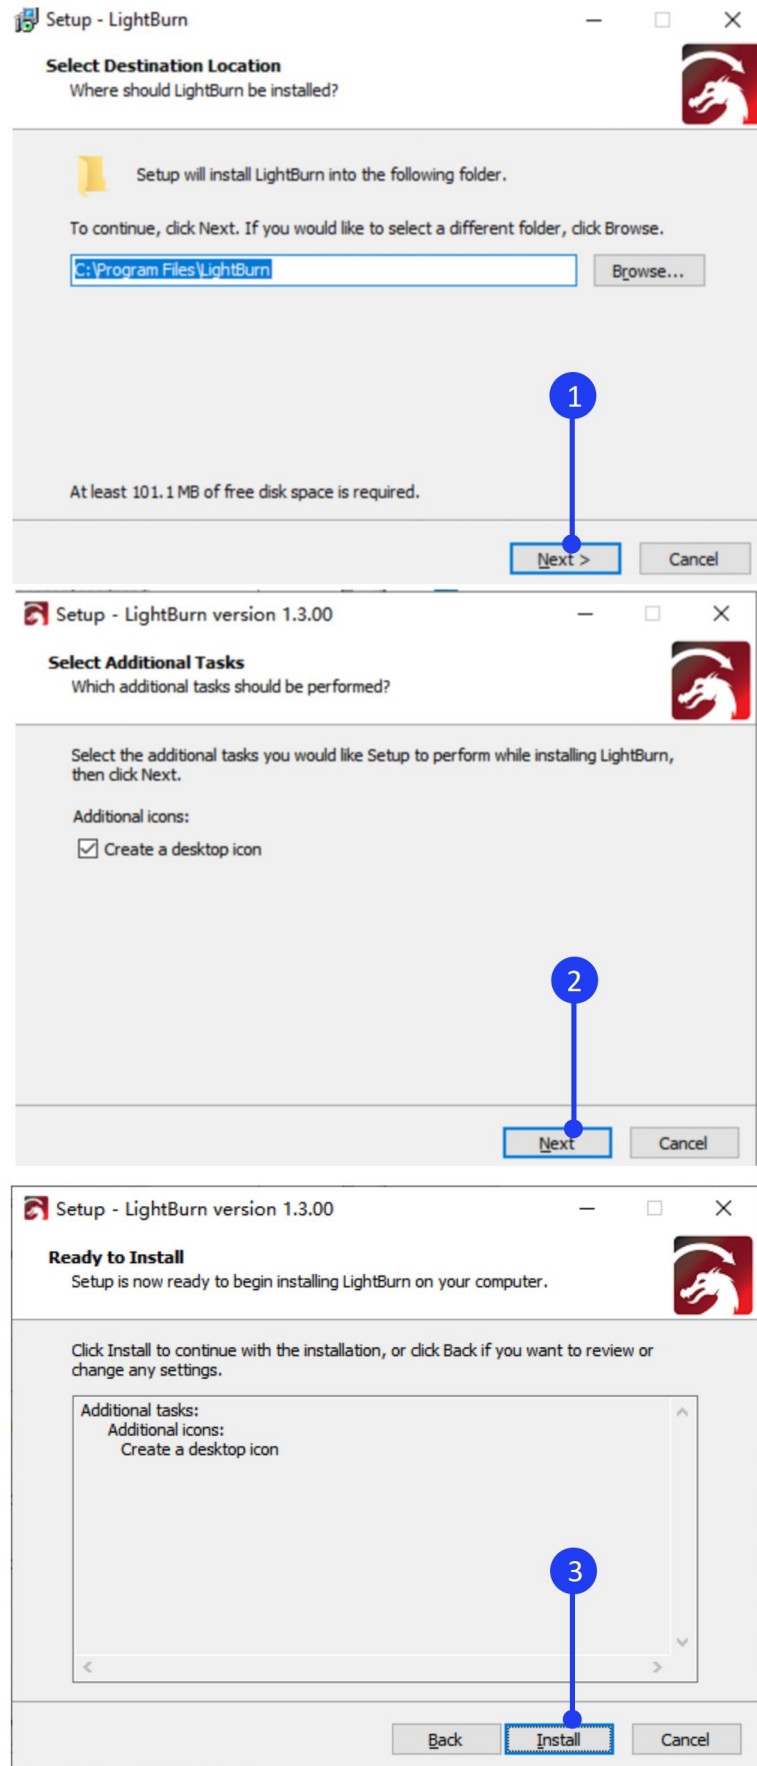 Setup - LightBurn
Select Destination Location
Where should LightBurn be installed?
Setup will install LightBurn into the following folder.
To continue, click Next. If you would like to select a different folder, click Browse.
C:\Program Files\LightBurn
Browse...
1
At least 101.1 MB of free disk space is required.
Next >
Cancel
Setup - LightBurn version 1.3.00
Select Additional Tasks
Which additional tasks should be performed?
Select the additional tasks you would like Setup to perform while installing LightBurn,
then click Next.
Additional icons:
Create a desktop icon
2
Next
Cancel
Setup - LightBurn version 1.3.00
Ready to Install
Setup is now ready to begin installing LightBurn on your computer.
Click Install to continue with the installation, or click Back if you want to review or
change any settings.
Additional tasks:
Additional icons:
Create a desktop icon
3
Back
Install
Cancel